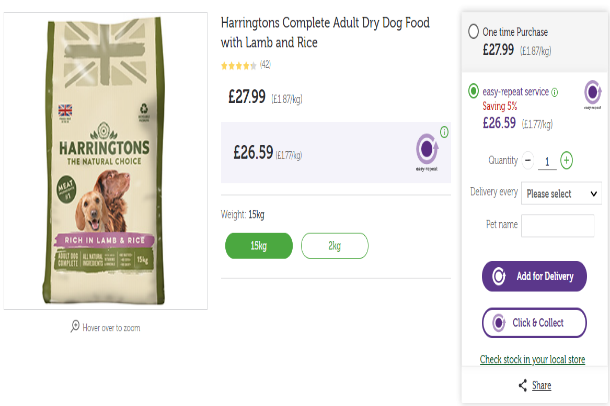 HARRINGTONS
THE NATURAL CHOICE
MEAT
#1
RICH IN LAMB & RICE
ADULT DOG
COMPLETE
ALL NATURAL
INGREDIENTS
15kg
Hover over to zoom
Harringtons Complete Adult Dry Dog Food
with Lamb and Rice
(42)
£27.99 (£1.87/kg)
£26.59 (£1.77/kg)
easy-repeat
Weight: 15kg
15kg
2kg
One time Purchase
£27.99 (£1.87/kg)
easy-repeat service
Saving 5%
£26.59 (£1.77/kg)
easy-repeat
Quantity − 1 +
Delivery every Please select
Pet name
Add for Delivery
Click & Collect
Check stock in your local store
Share